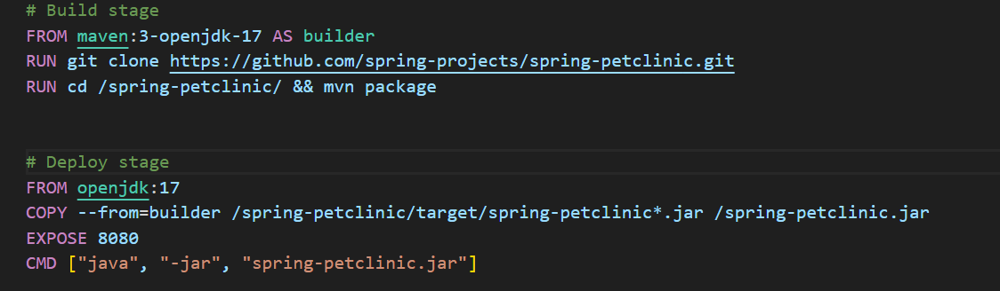 # Build stage
FROM maven:3-openjdk-17 AS builder
RUN git clone https://github.com/spring-projects/spring-petclinic.git
RUN cd /spring-petclinic/ && mvn package
# Deploy stage
FROM openjdk:17
COPY --from=builder /spring-petclinic/target/spring-petclinic*.jar /spring-petclinic.jar
EXPOSE 8080
CMD ["java", "-jar", "spring-petclinic.jar"]